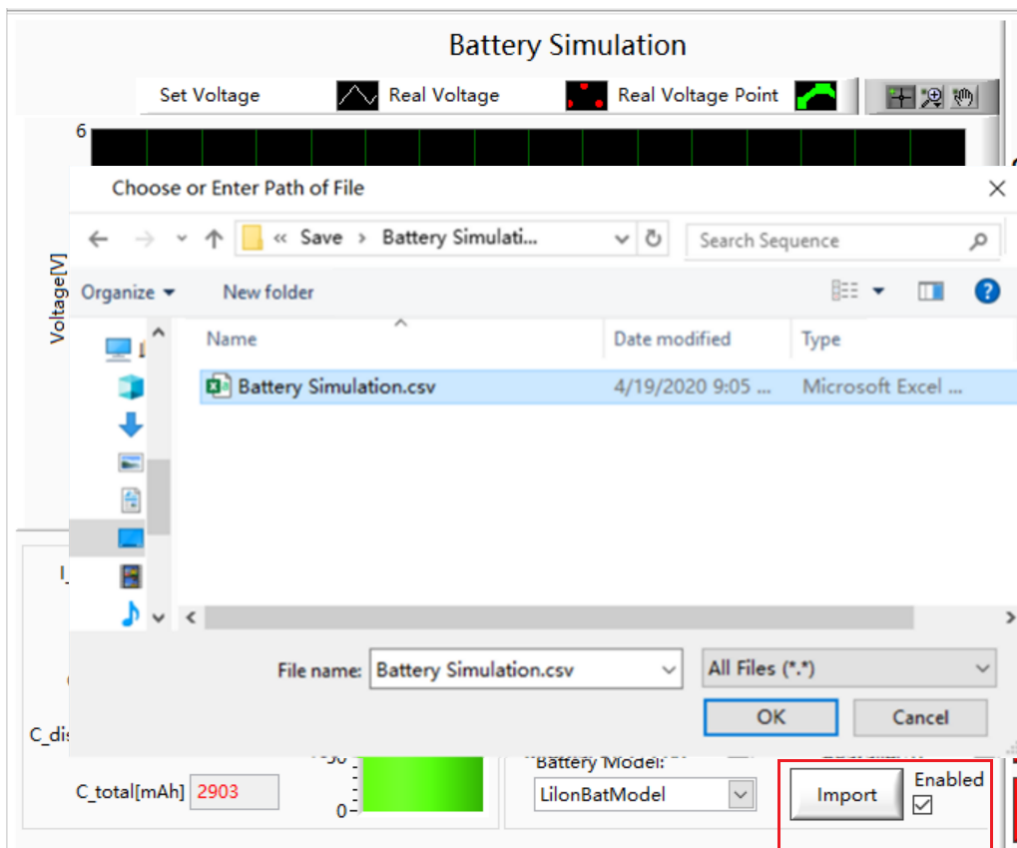 Battery Simulation
Set Voltage Real Voltage Real Voltage Point
6
Choose or Enter Path of File
« Save > Battery Simulati...
Search Sequence
Voltage[V]
Organize New folder
Name Date modified Type
Battery Simulation.csv 4/19/2020 9:05 ... Microsoft Excel ...
File name: Battery Simulation.csv All Files (*.*)
OK Cancel
C_dis
Battery Model:
C_total[mAh] 2903
0
LiIonBatModel
Import
Enabled